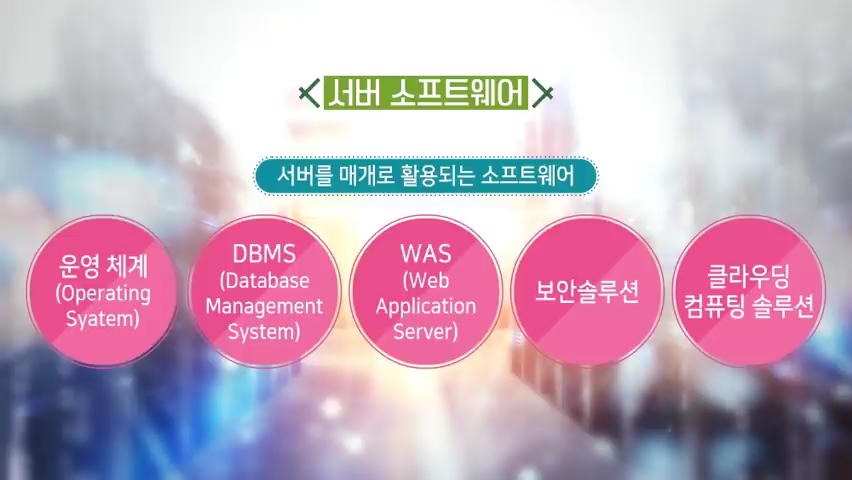 서버 소프트웨어
서버를 매개로 활용되는 소프트웨어
운영 체계
(Operating
Syatem)
DBMS
(Database
Management
System)
WAS
(Web
Application
Server)
보안솔루션
클라우딩
컴퓨팅 솔루션